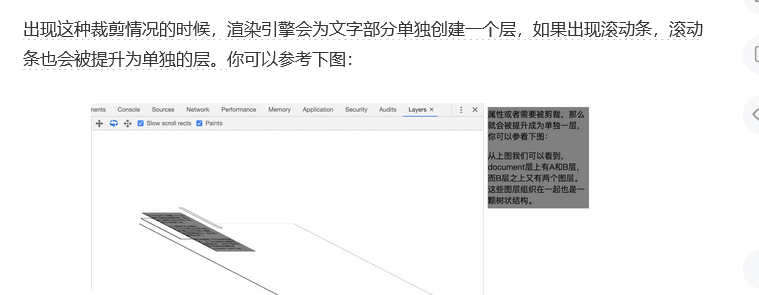 出现这种裁剪情况的时候，渲染引擎会为文字部分单独创建一个层，如果出现滚动条，滚动
条也会被提升为单独的层。你可以参考下图：
nents Console Sources Network Performance Memory Application Security Audits Layers × ⋮ ×
Slow scroll rects Paints
属性或者需要被剪裁，那么
就会被提升成为单独一层，
你可以参看下图：
从上图我们可以看到，
document层上有A和B层，
而B层之上又有两个图层。
这些图层组织在一起也是一
颗树状结构。